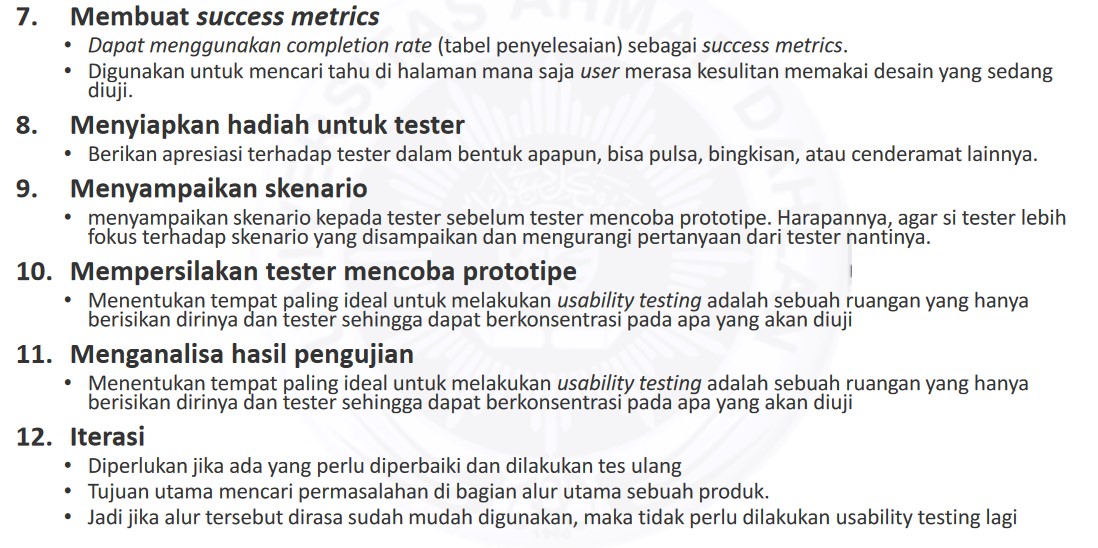 7. Membuat success metrics
• Dapat menggunakan completion rate (tabel penyelesaian) sebagai success metrics.
• Digunakan untuk mencari tahu di halaman mana saja user merasa kesulitan memakai desain yang sedang
diuji.
8. Menyiapkan hadiah untuk tester
• Berikan apresiasi terhadap tester dalam bentuk apapun, bisa pulsa, bingkisan, atau cenderamat lainnya.
9. Menyampaikan skenario
• menyampaikan skenario kepada tester sebelum tester mencoba prototipe. Harapannya, agar si tester lebih
fokus terhadap skenario yang disampaikan dan mengurangi pertanyaan dari tester nantinya.
10. Mempersilakan tester mencoba prototipe
• Menentukan tempat paling ideal untuk melakukan usability testing adalah sebuah ruangan yang hanya
berisikan dirinya dan tester sehingga dapat berkonsentrasi pada apa yang akan diuji
11. Menganalisa hasil pengujian
• Menentukan tempat paling ideal untuk melakukan usability testing adalah sebuah ruangan yang hanya
berisikan dirinya dan tester sehingga dapat berkonsentrasi pada apa yang akan diuji
12. Iterasi
• Diperlukan jika ada yang perlu diperbaiki dan dilakukan tes ulang
• Tujuan utama mencari permasalahan di bagian alur utama sebuah produk.
• Jadi jika alur tersebut dirasa sudah mudah digunakan, maka tidak perlu dilakukan usability testing lagi